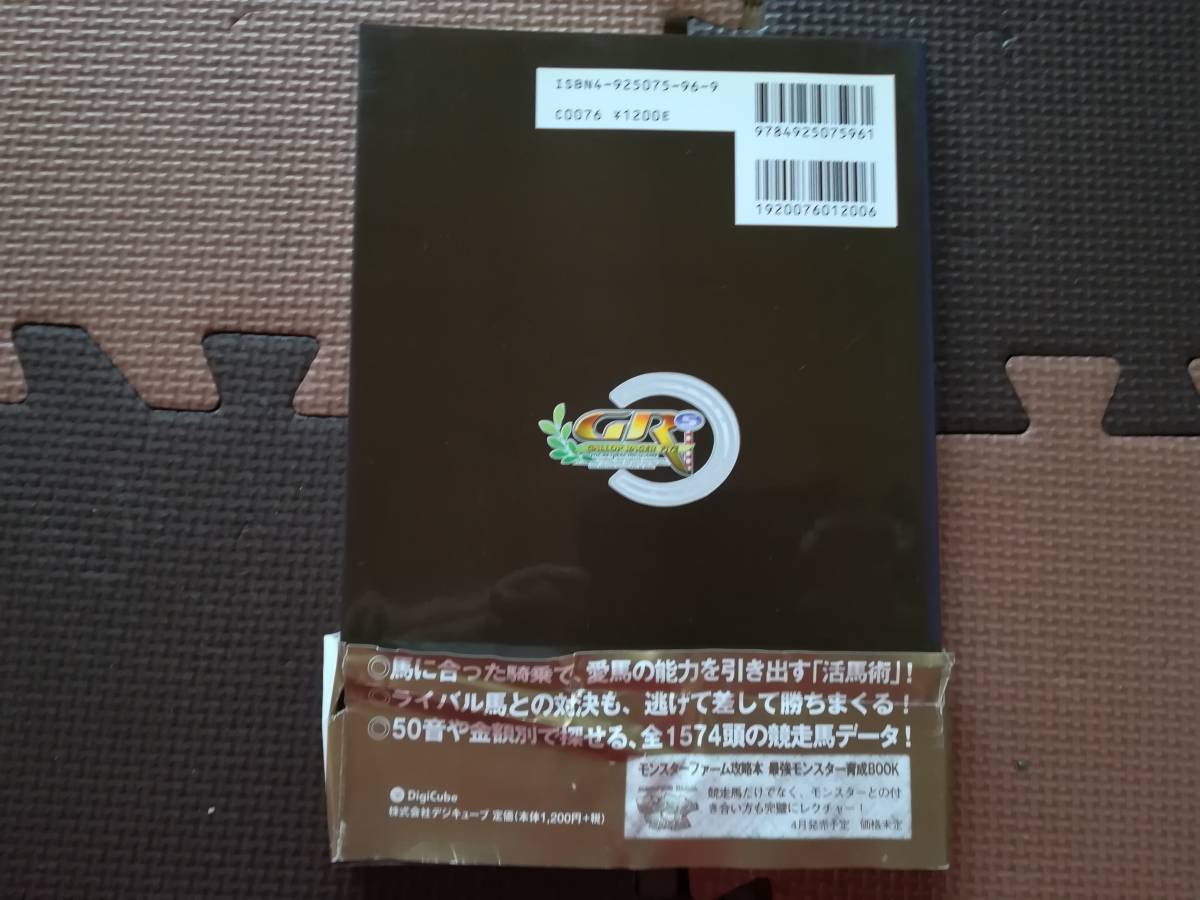 ISBN4-925075-96-9
C0076 ¥1200E
9784925075961
1920076012006
GR5
GALLOP RACER
◎馬に合った騎乗で、愛馬の能力を引き出す「活馬術」!
◎ライバル馬との対決も、逃げて差して勝ちまくる!
◎50音や金額別で探せる、全1574頭の競走馬データ!
モンスターファーム攻略本 最強モンスター育成BOOK
競走馬だけでなく、モンスターとの付
き合い方も完璧にレクチャー!
4月発売予定 価格未定
DigiCube
株式会社デジキューブ 定価(本体1,200円+税)